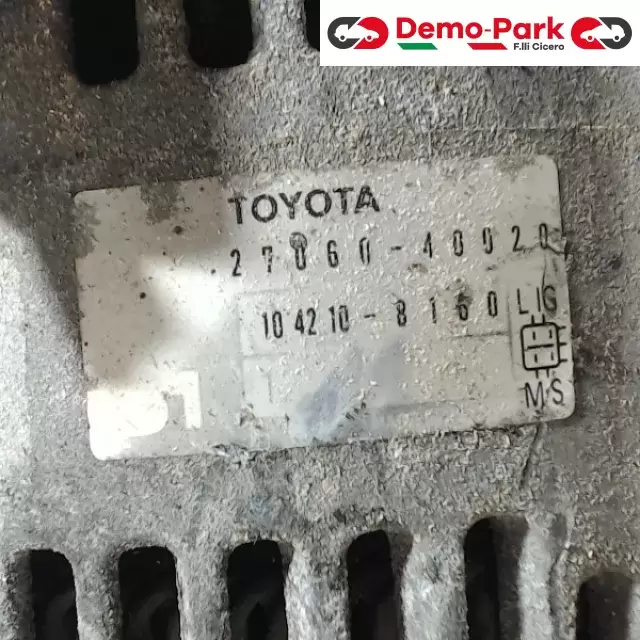 Demo-Park
F.lli Cicero
TOYOTA
27060-40020
104210-8160
L IG
M S